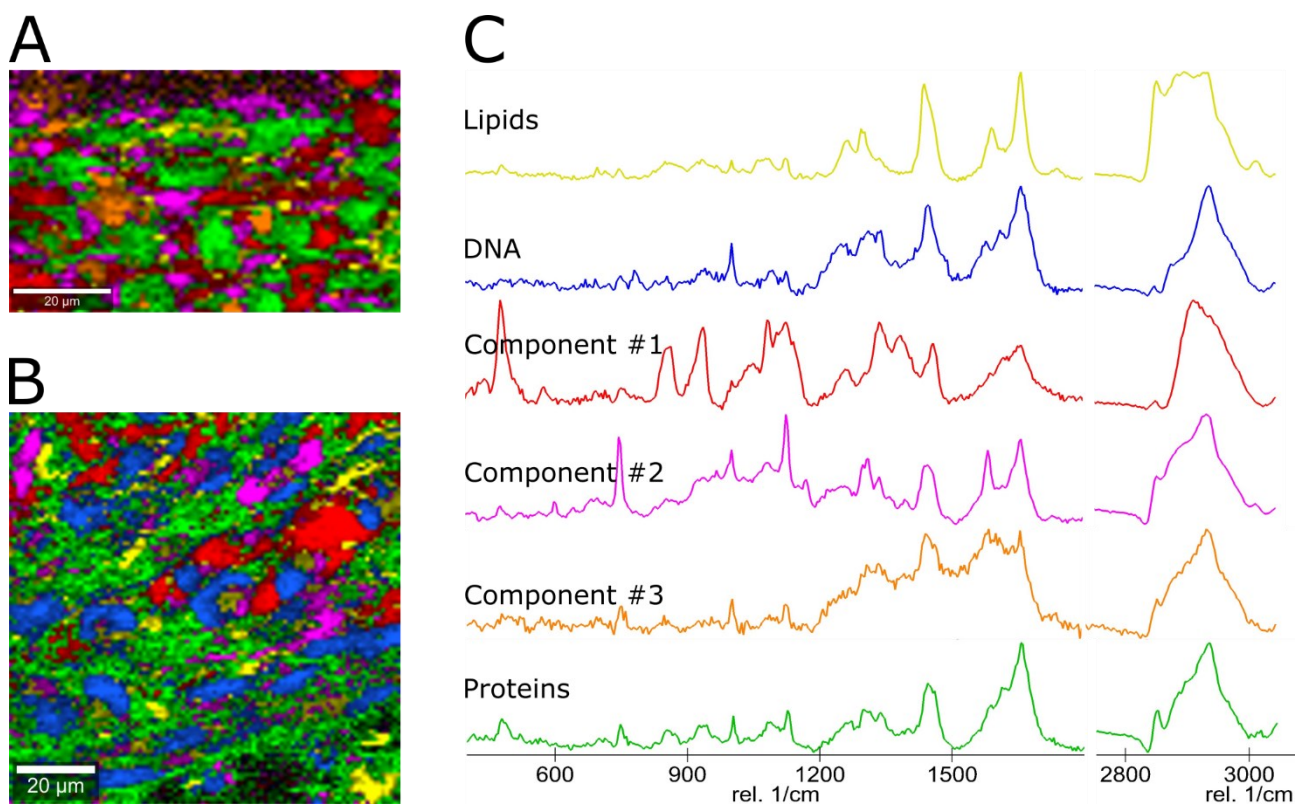 A
20 µm
B
20 µm
C
Lipids
DNA
Component #1
Component #2
Component #3
Proteins
600 900 1200 1500 2800 3000
rel. 1/cm rel. 1/cm